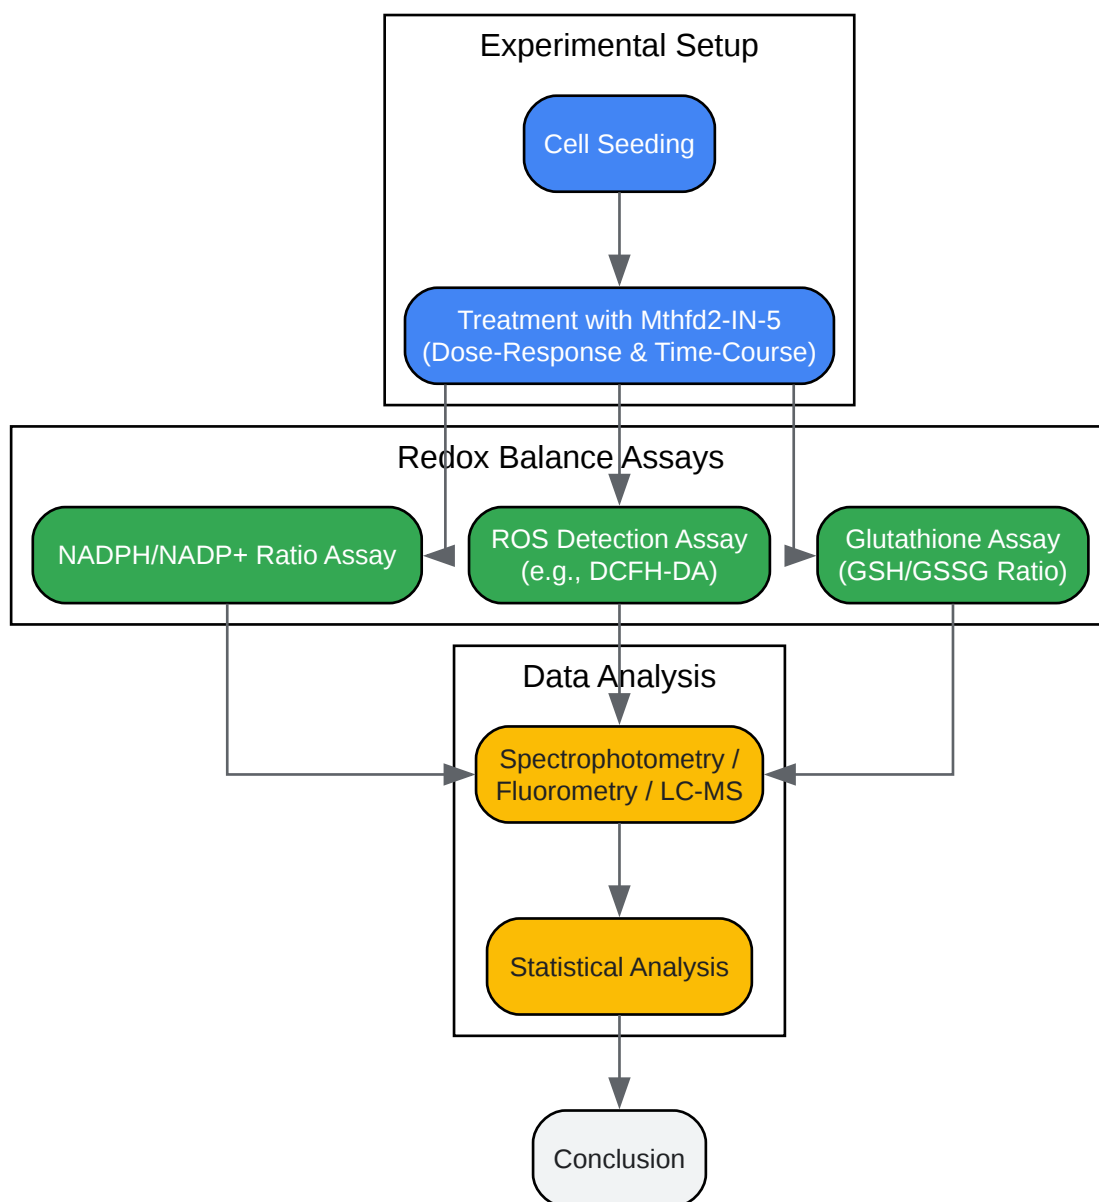 Experimental Setup
Cell Seeding
Treatment with Mthfd2-IN-5
(Dose-Response & Time-Course)
Redox Balance Assays
NADPH/NADP+ Ratio Assay
ROS Detection Assay
(e.g., DCFH-DA)
Glutathione Assay
(GSH/GSSG Ratio)
Data Analysis
Spectrophotometry /
Fluorometry / LC-MS
Statistical Analysis
Conclusion